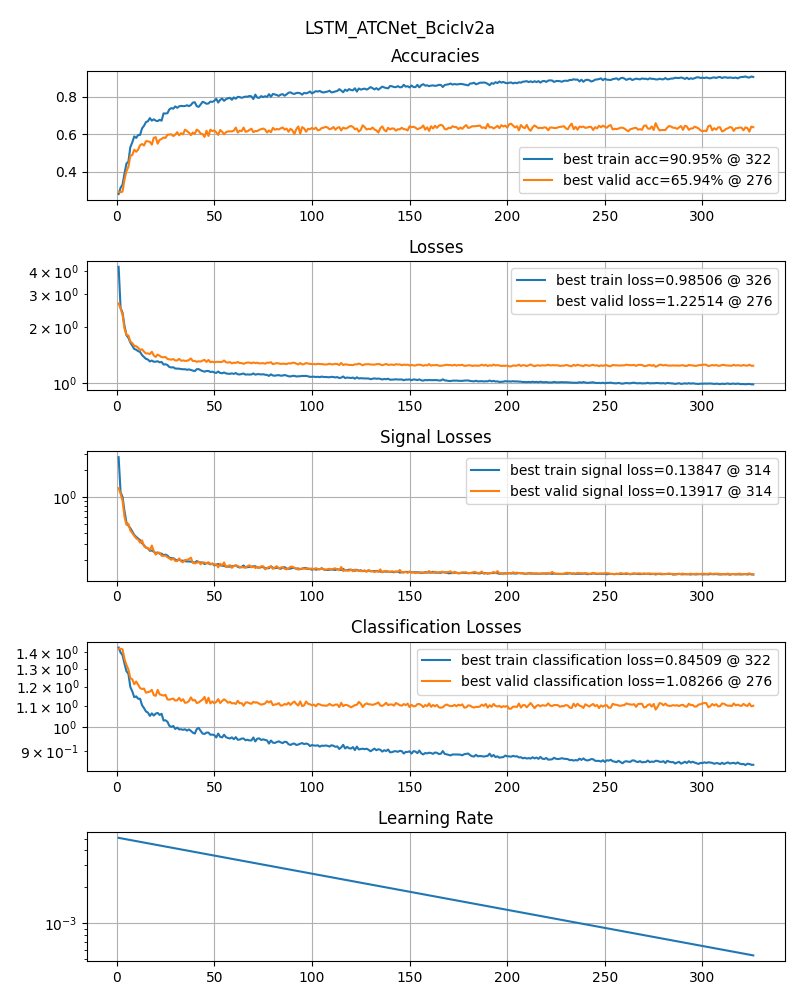 LSTM_ATCNet_BcicIv2a
Accuracies
0.8
0.6
0.4
best train acc=90.95% @ 322
best valid acc=65.94% @ 276
0 50 100 150 200 250 300
Losses
4 × 10⁰
3 × 10⁰
2 × 10⁰
10⁰
best train loss=0.98506 @ 326
best valid loss=1.22514 @ 276
0 50 100 150 200 250 300
Signal Losses
10⁰
best train signal loss=0.13847 @ 314
best valid signal loss=0.13917 @ 314
0 50 100 150 200 250 300
Classification Losses
1.4 × 10⁰
1.3 × 10⁰
1.2 × 10⁰
1.1 × 10⁰
10⁰
9 × 10⁻¹
best train classification loss=0.84509 @ 322
best valid classification loss=1.08266 @ 276
0 50 100 150 200 250 300
Learning Rate
10⁻³
0 50 100 150 200 250 300